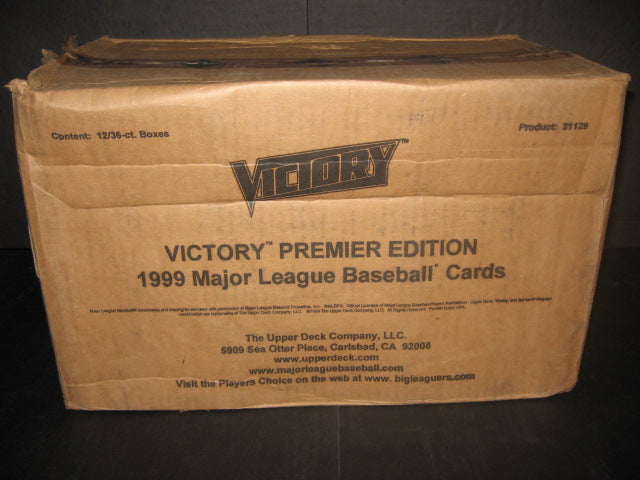 Content: 12/36-ct. Boxes
Product: 31129
VICTORY™
VICTORY™ PREMIER EDITION
1999 Major League Baseball® Cards
The Upper Deck Company, LLC.
5909 Sea Otter Place, Carlsbad, CA 92008
www.upperdeck.com
www.majorleaguebaseball.com
Visit the Players Choice on the web at www. bigleaguers.com